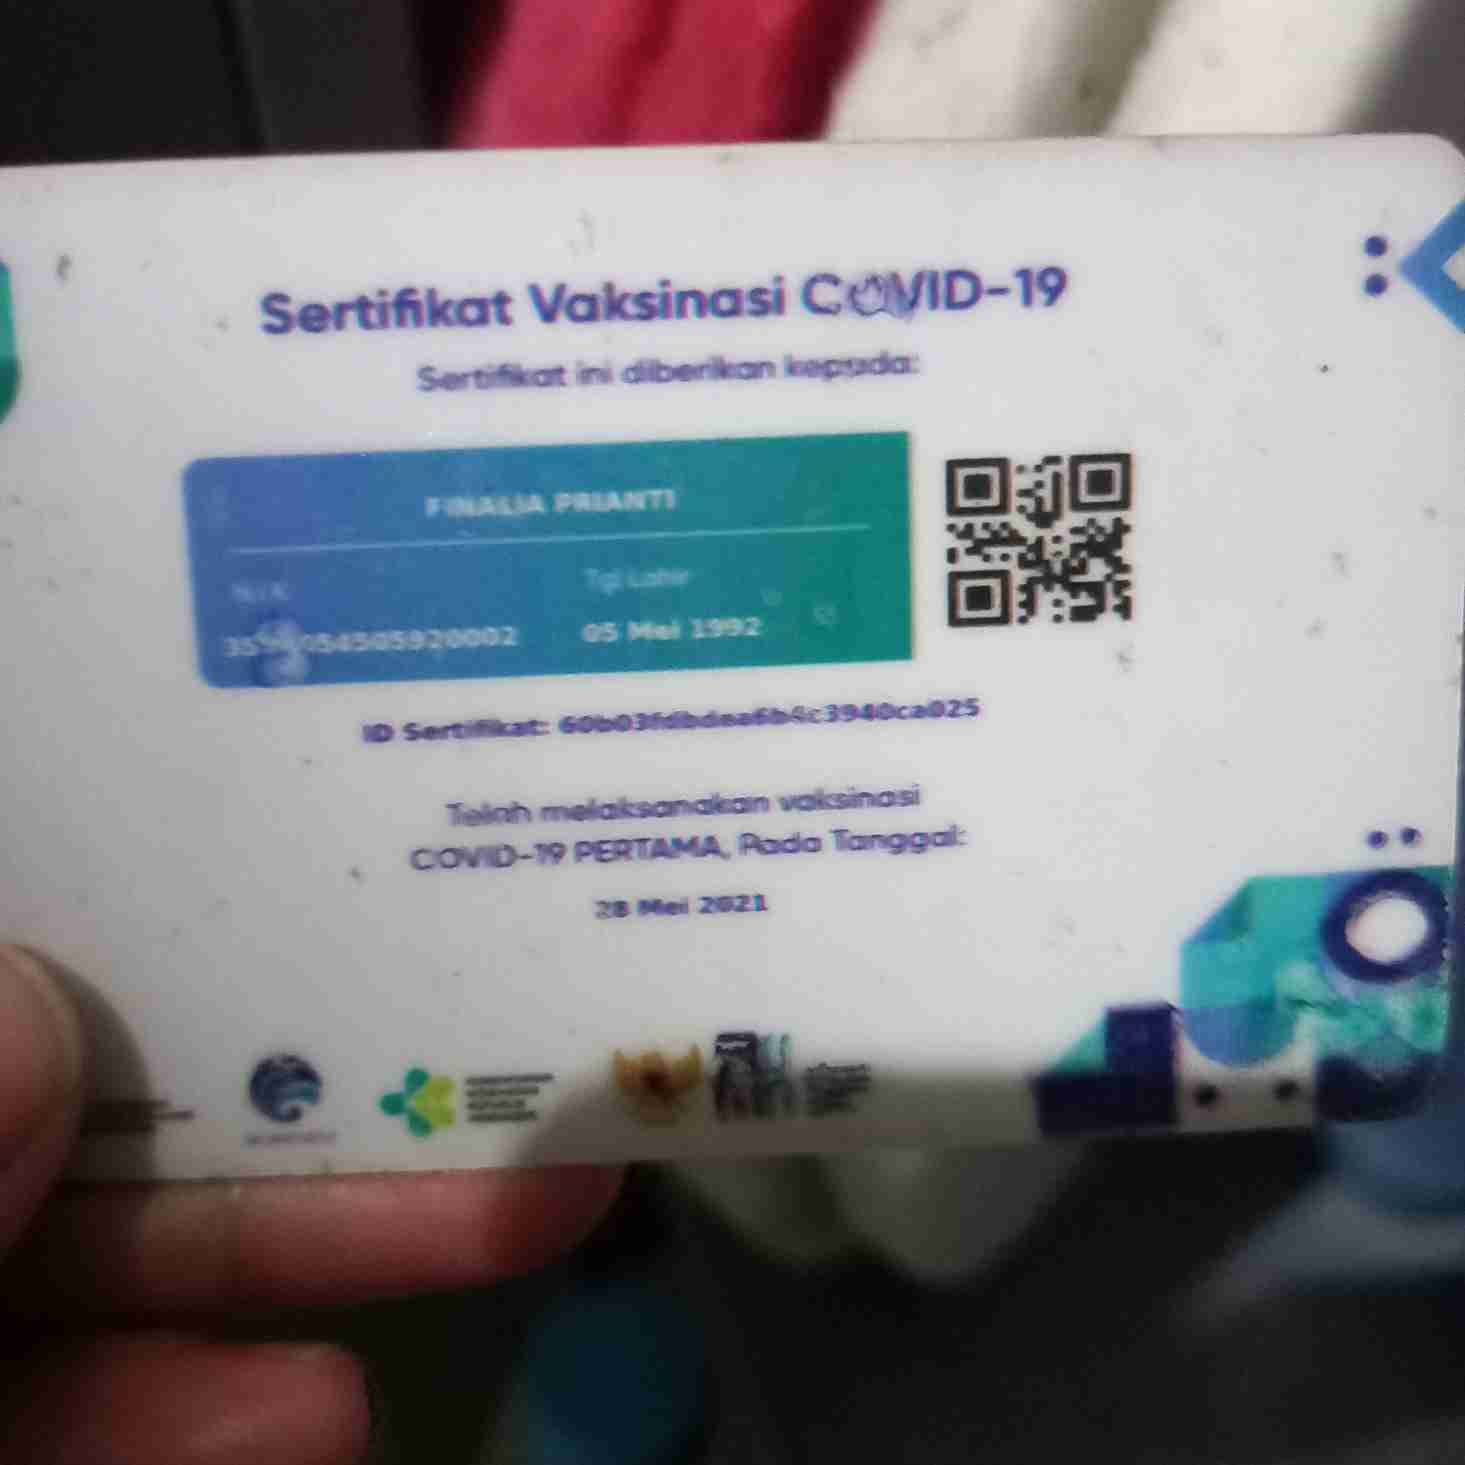 Sertifikat Vaksinasi COVID-19
Sertifikat ini diberikan kepada:
FINALIA PRIANTI
NIK
Tgl Lahir
05 Mei 1992
ID Sertifikat:
Telah melaksanakan vaksinasi
COVID-19 PERTAMA, Pada Tanggal:
28 Mei 2021